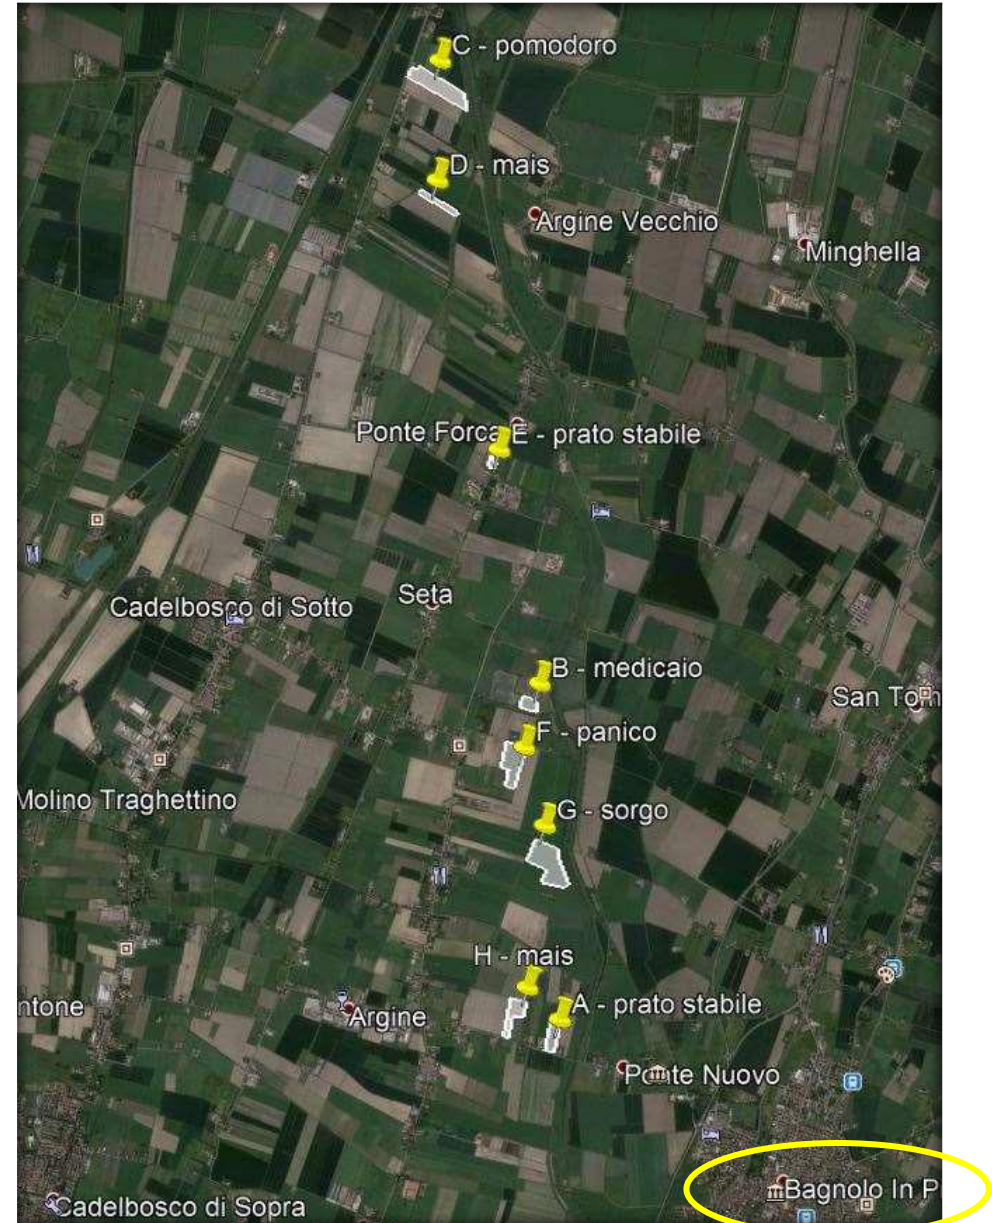 C - pomodoro
D - mais
Argine Vecchio
Minghella
Ponte Forca
E - prato stabile
Seta
Cadelbosco di Sotto
B - medicaio
San Tom
F - panico
Molino Traghettino
G - sorgo
H - mais
ntone
Argine
A - prato stabile
Ponte Nuovo
Bagnolo In P
Cadelbosco di Sopra